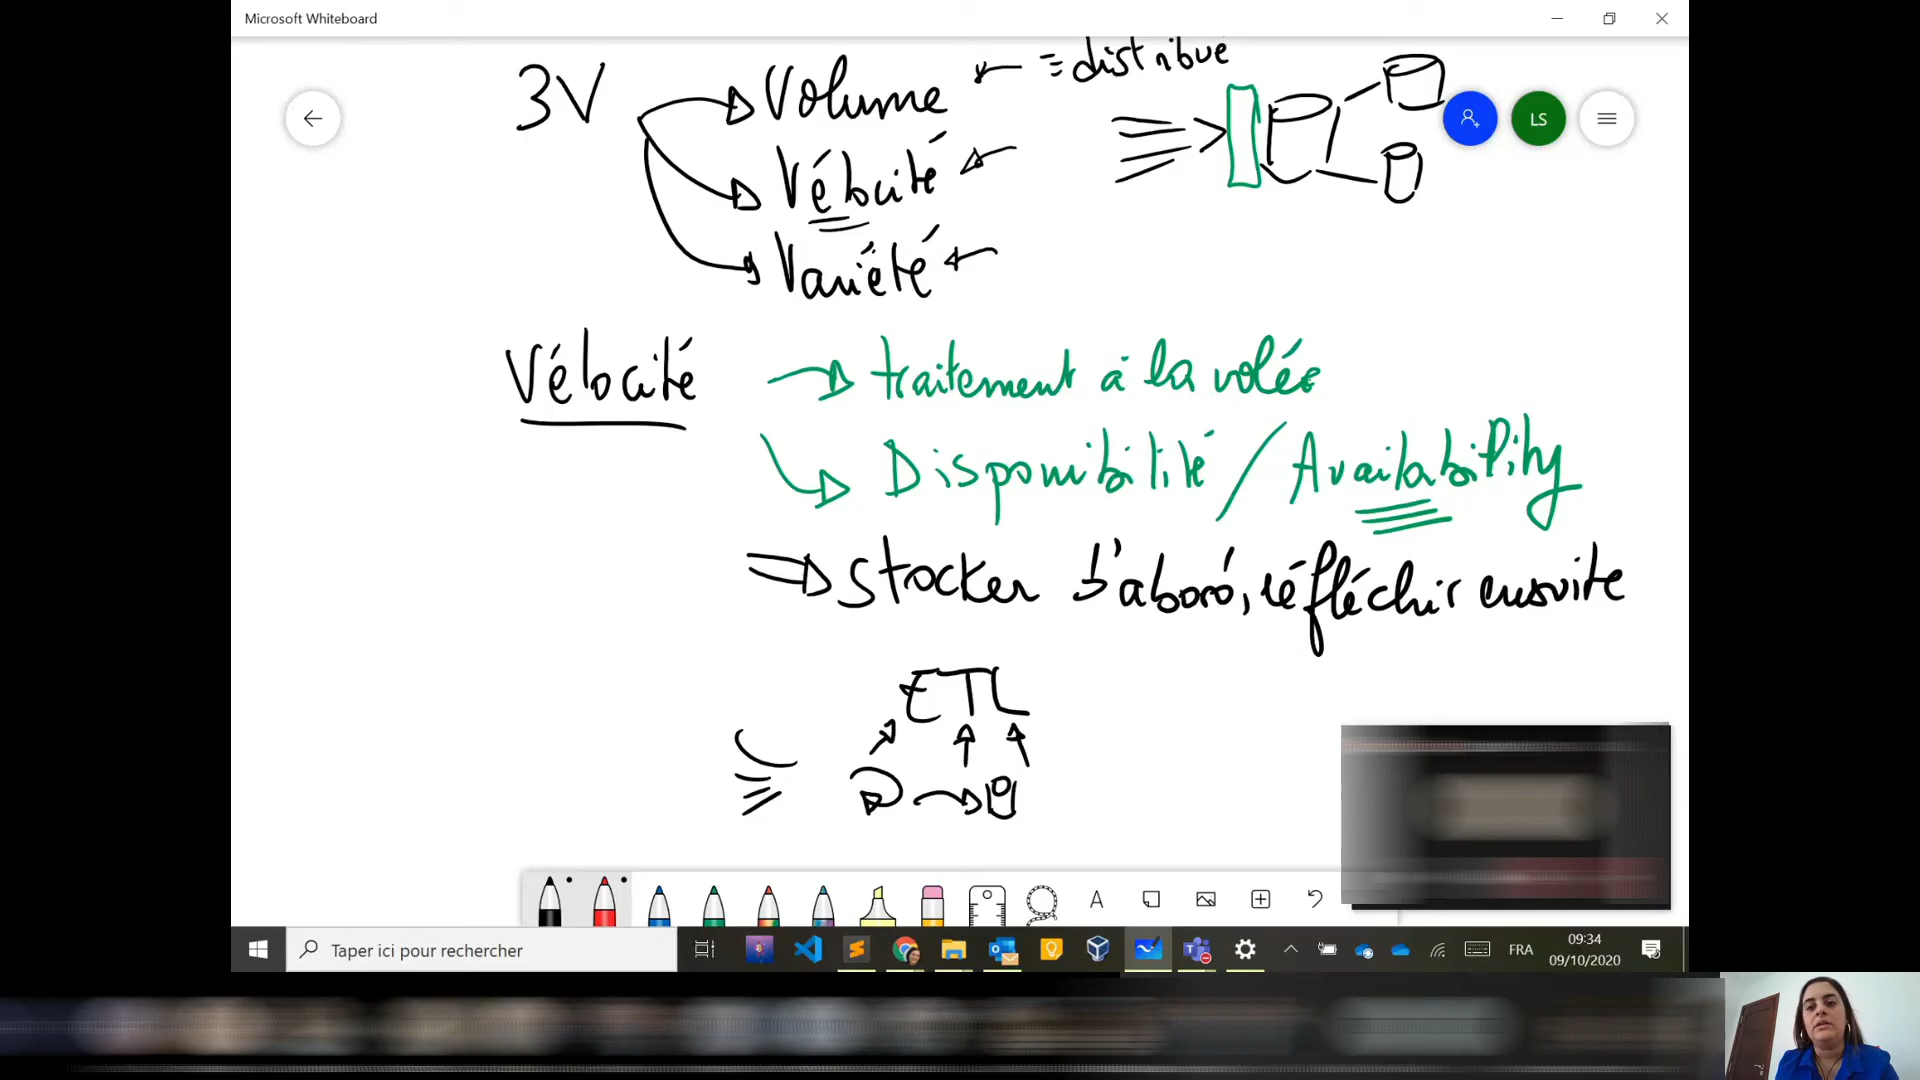 Microsoft Whiteboard
3V
Volume
= distribué
Vélocité
Variété
LS
Vélocité
traitement à la volée
Disponibilité / Availability
Stocker d'abord, réfléchir ensuite
ETL
A
Taper ici pour rechercher
FRA
09:34
09/10/2020